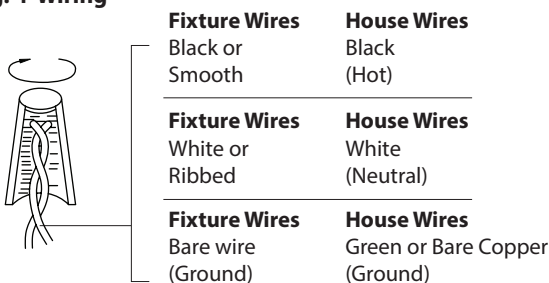 g. 1 Wiring
Fixture Wires House Wires
Black or Black
Smooth (Hot)
Fixture Wires House Wires
White or White
Ribbed (Neutral)
Fixture Wires House Wires
Bare wire Green or Bare Copper
(Ground) (Ground)